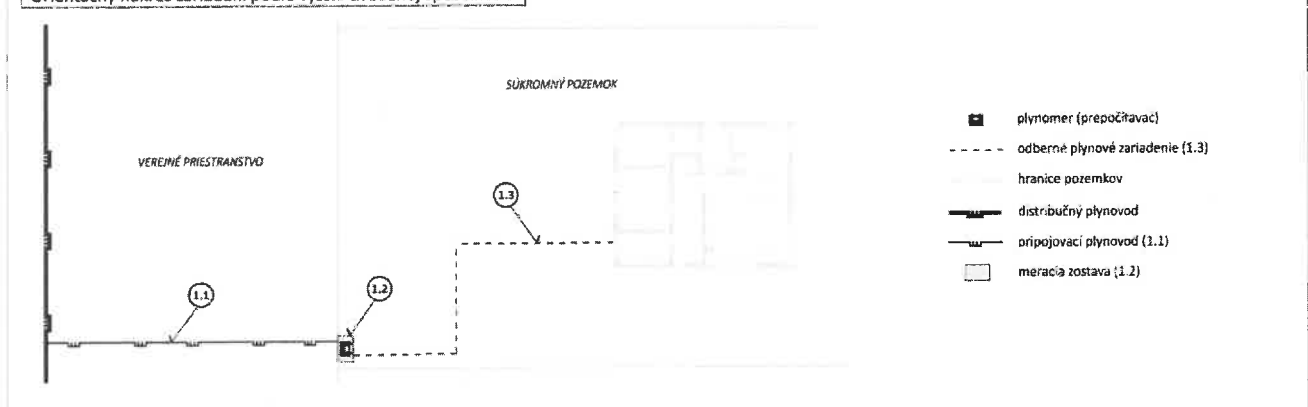 SÚKROMNÝ POZEMOK
VEREJNÉ PRIESTRANSTVO
1.3
1.1
1.2
plynomer (prepočítavač)
odberné plynové zariadenie (1.3)
hranice pozemkov
distribučný plynovod
pripojovací plynovod (1.1)
meracia zostava (1.2)